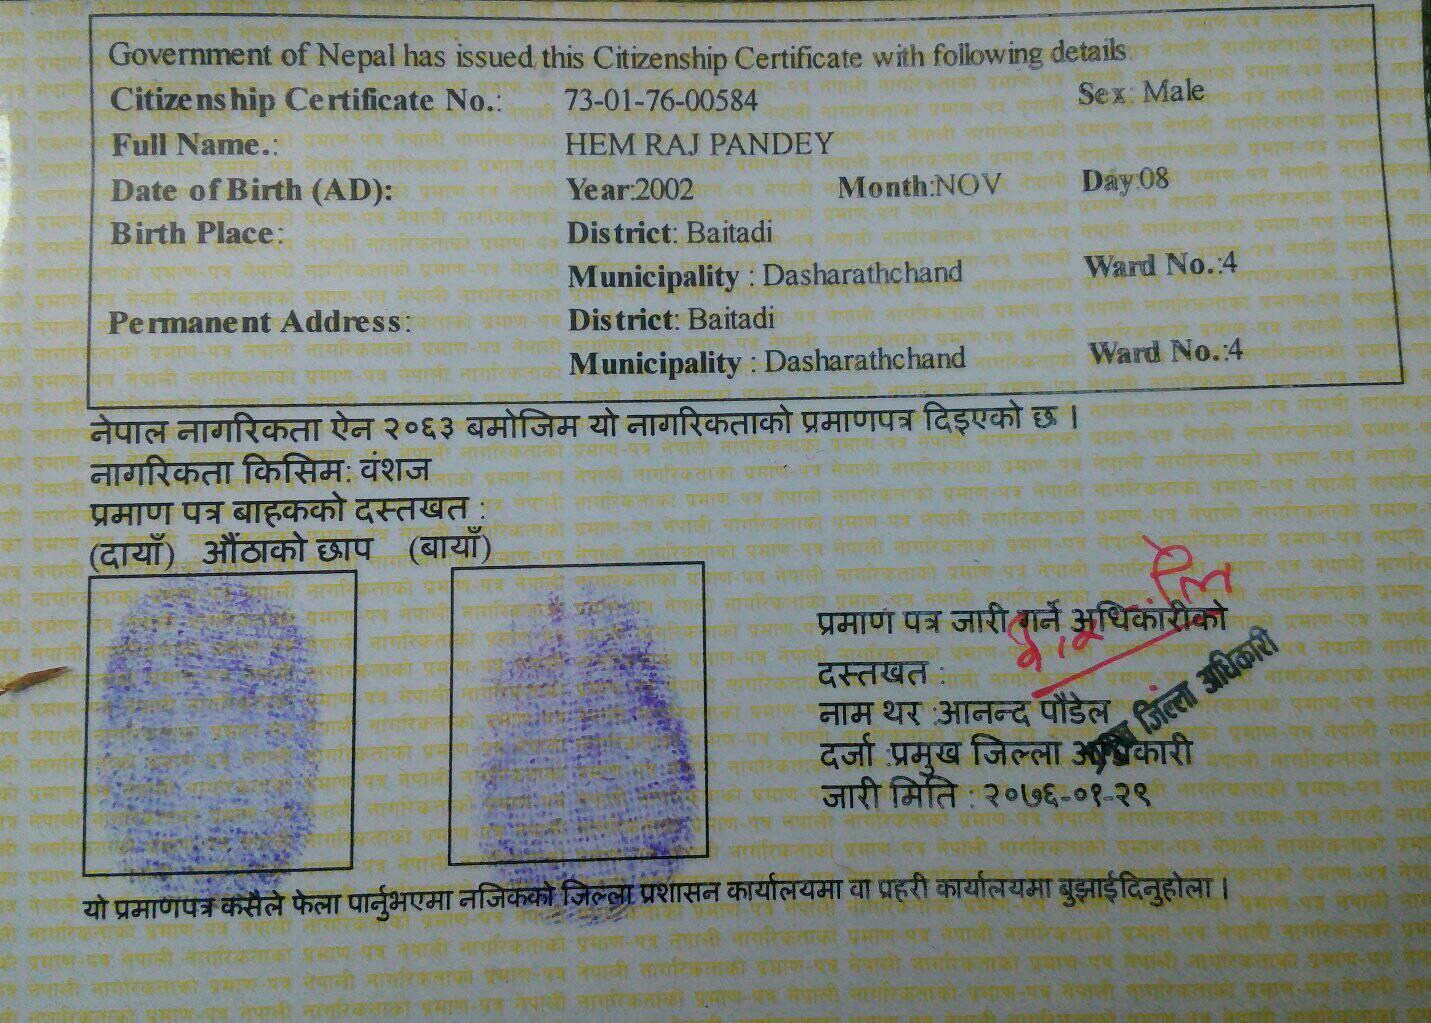 Government of Nepal has issued this Citizenship Certificate with following details.
Citizenship Certificate No.: 73-01-76-00584 Sex: Male
Full Name.: HEM RAJ PANDEY
Date of Birth (AD): Year:2002 Month:NOV Day:08
Birth Place: District: Baitadi
Municipality : Dasharathchand Ward No.:4
Permanent Address: District: Baitadi
Municipality : Dasharathchand Ward No.:4
नेपाल नागरिकता ऐन २०६३ बमोजिम यो नागरिकताको प्रमाणपत्र दिइएको छ ।
नागरिकता किसिम: वंशज
प्रमाण पत्र बाहकको दस्तखत :
(दायाँ) औंठाको छाप (बायाँ)
प्रमाण पत्र जारी गर्ने अधिकारीको
दस्तखत :
नाम थर :आनन्द पौडेल
दर्जा :प्रमुख जिल्ला अधिकारी
जिल्ला अधिकारी
जारी मिति : २०७६-०१-२९
यो प्रमाणपत्र कसैले फेला पार्नुभएमा नजिकको जिल्ला प्रशासन कार्यालयमा वा प्रहरी कार्यालयमा बुझाईदिनुहोला ।